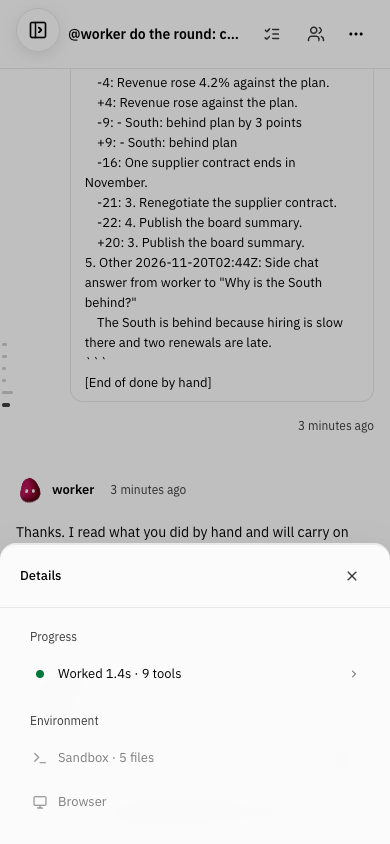 @worker do the round: c...
-4: Revenue rose 4.2% against the plan.
+4: Revenue rose against the plan.
-9: - South: behind plan by 3 points
+9: - South: behind plan
-16: One supplier contract ends in
November.
-21: 3. Renegotiate the supplier contract.
-22: 4. Publish the board summary.
+20: 3. Publish the board summary.
5. Other 2026-11-20T02:44Z: Side chat
answer from worker to "Why is the South
behind?"
The South is behind because hiring is slow
there and two renewals are late.
```
[End of done by hand]
3 minutes ago
worker 3 minutes ago
Thanks. I read what you did by hand and will carry on
Details
Progress
Worked 1.4s · 9 tools
Environment
Sandbox · 5 files
Browser